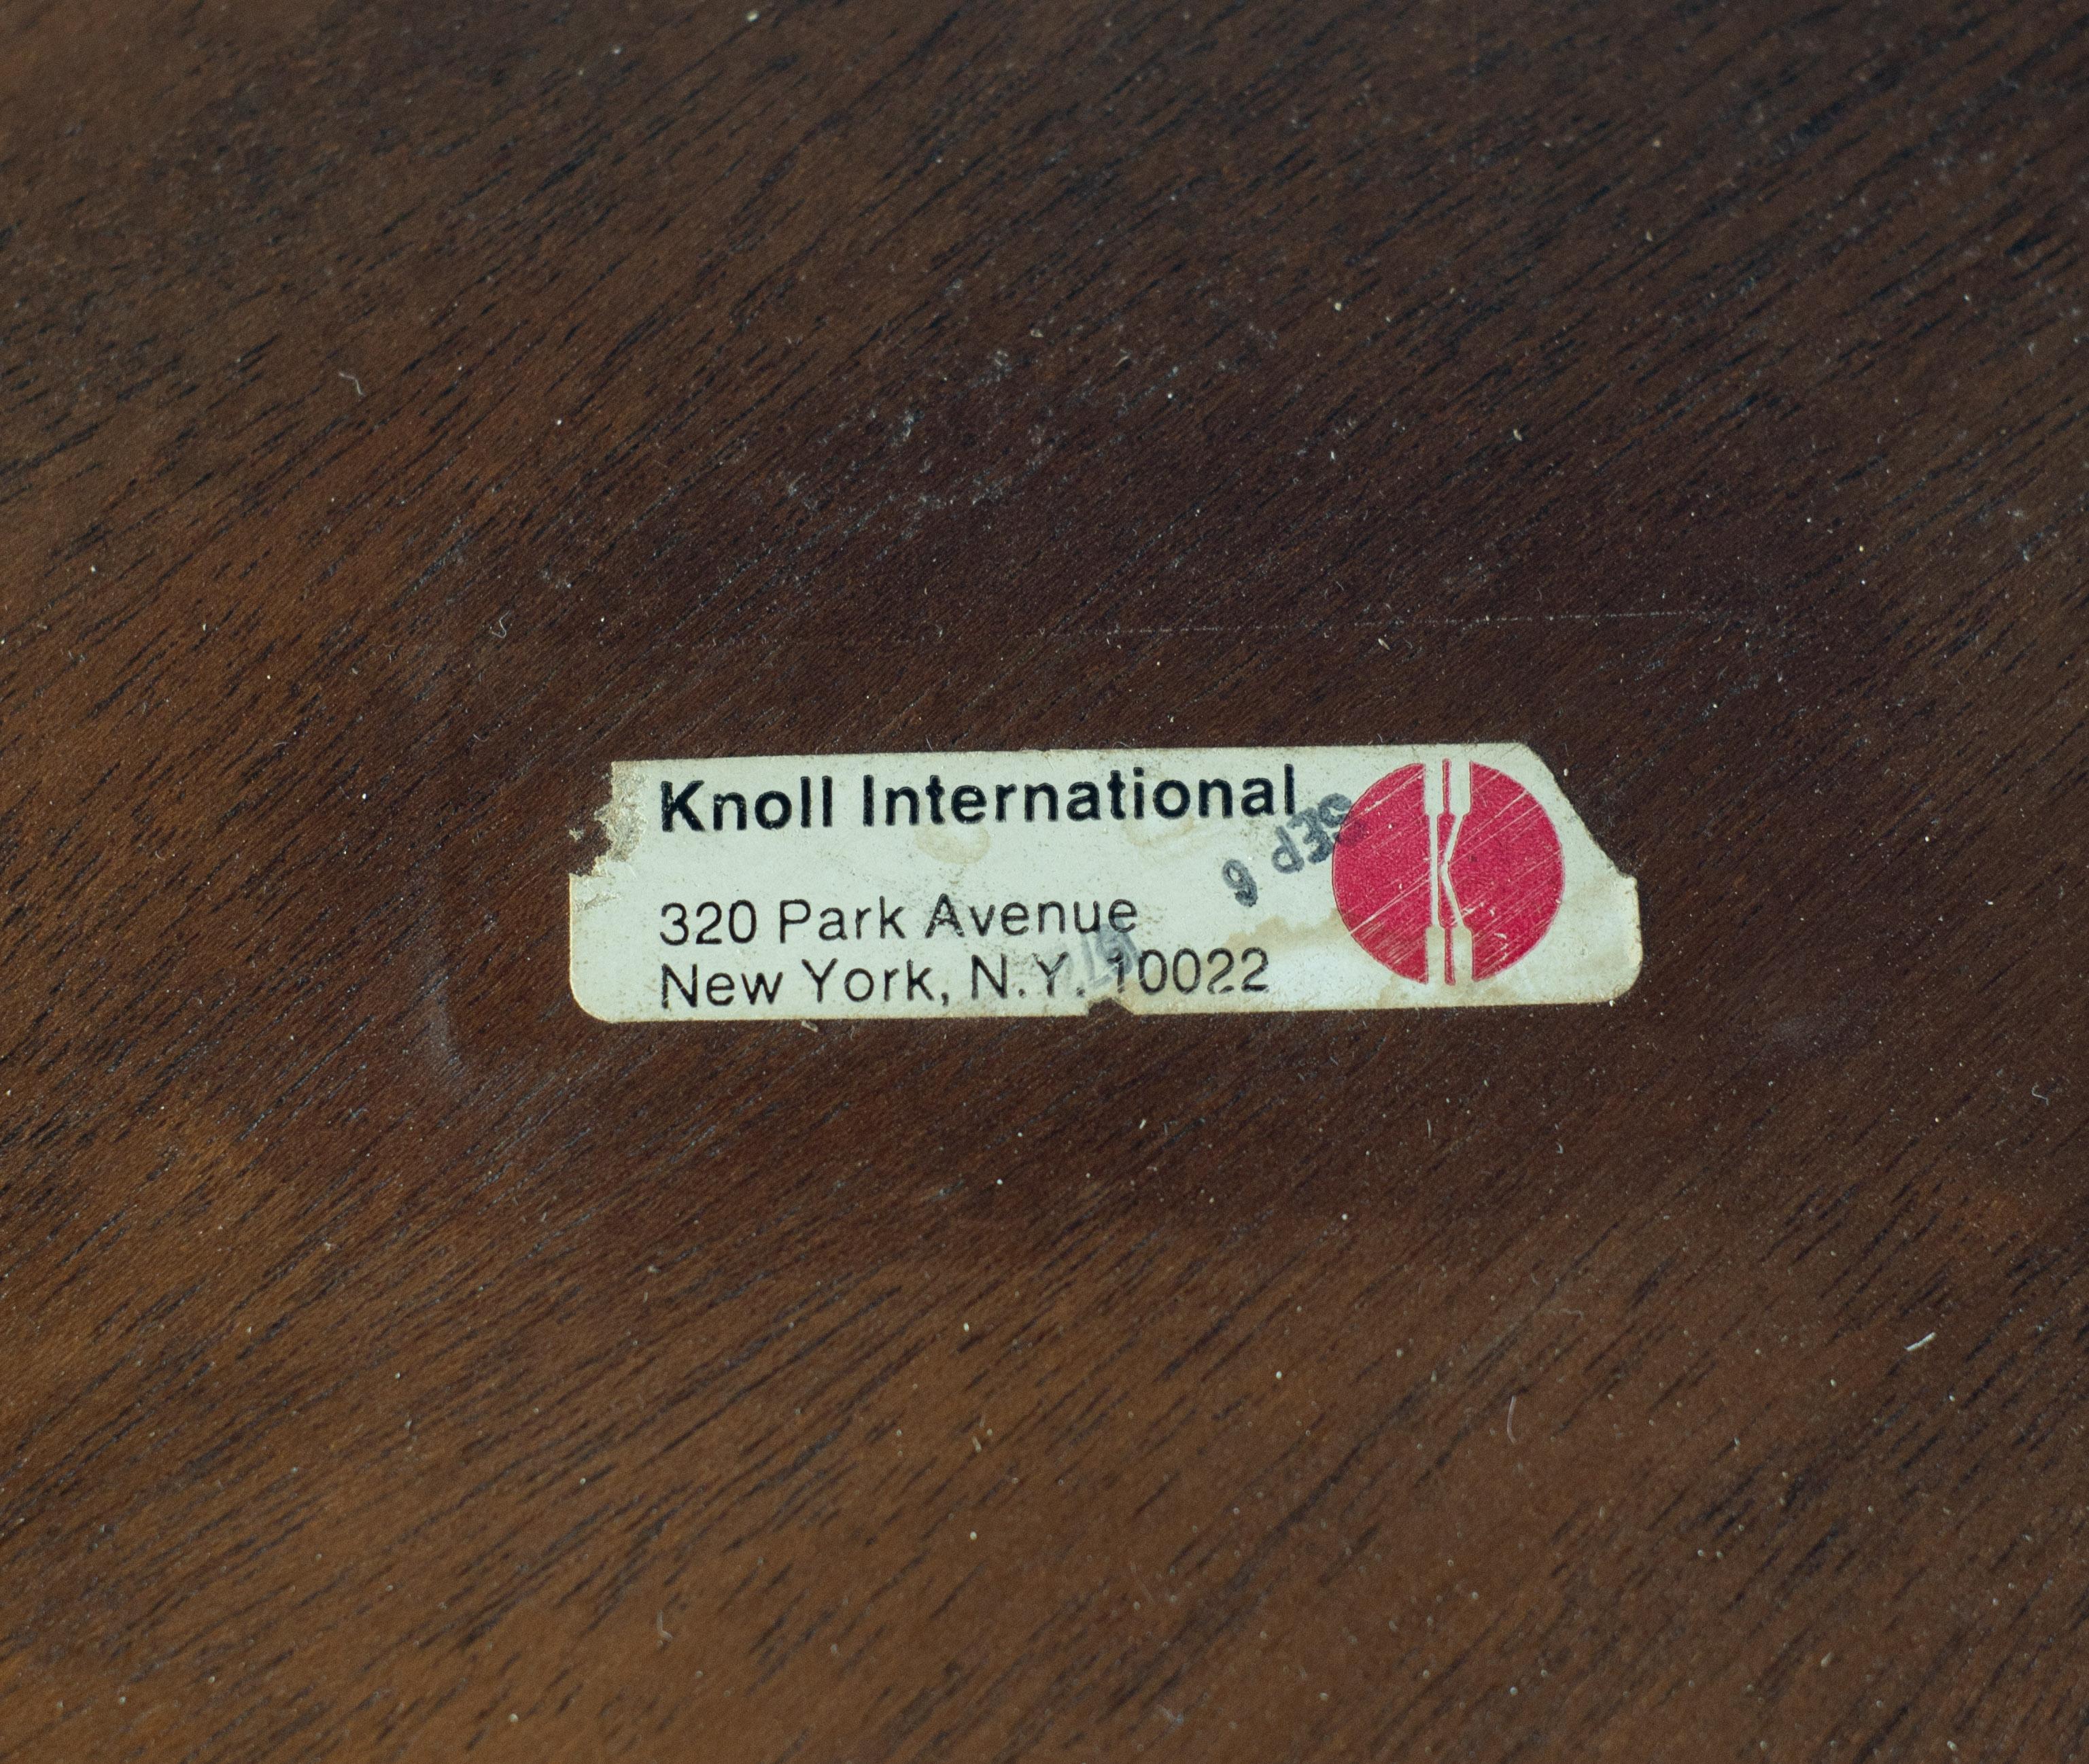 Knoll International
SEP 6
K
320 Park Avenue
New York, N.Y. 10022